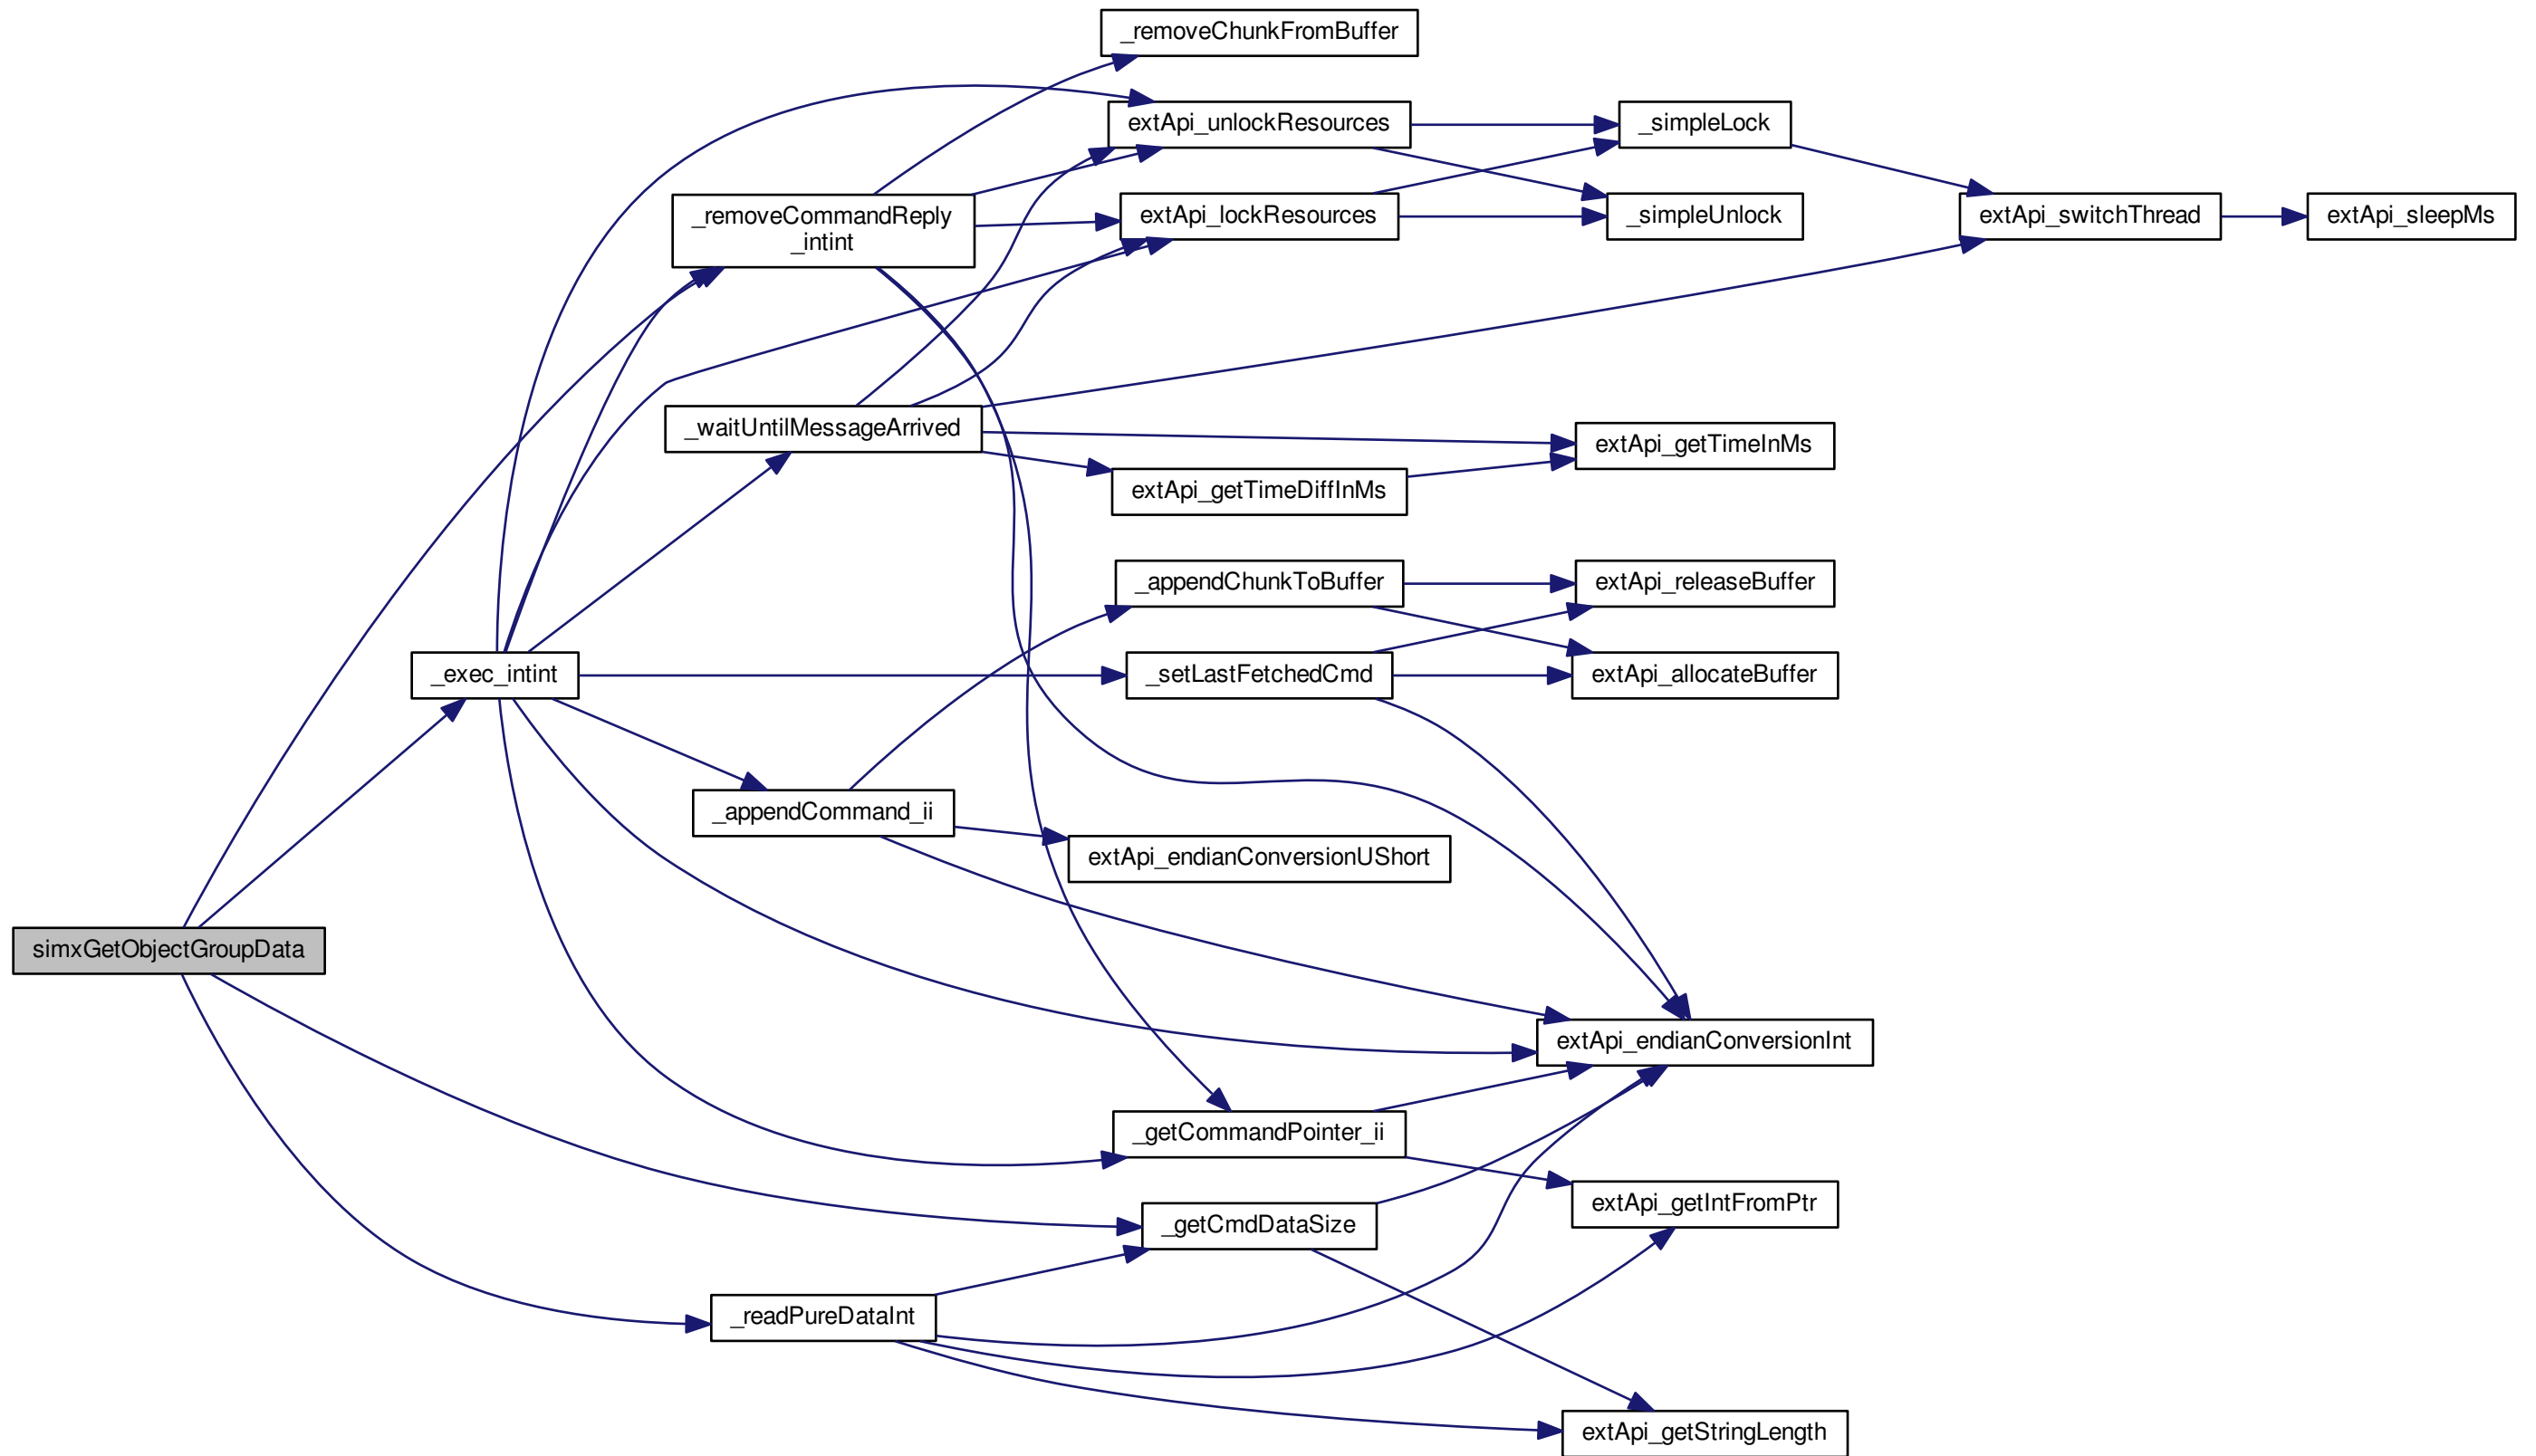 _removeChunkFromBuffer
extApi_unlockResources
_simpleLock
_removeCommandReply
_intint
extApi_lockResources
_simpleUnlock
extApi_switchThread
extApi_sleepMs
_waitUntilMessageArrived
extApi_getTimeInMs
extApi_getTimeDiffInMs
_appendChunkToBuffer
extApi_releaseBuffer
_exec_intint
_setLastFetchedCmd
extApi_allocateBuffer
_appendCommand_ii
extApi_endianConversionUShort
simxGetObjectGroupData
extApi_endianConversionInt
_getCommandPointer_ii
extApi_getIntFromPtr
_getCmdDataSize
_readPureDataInt
extApi_getStringLength